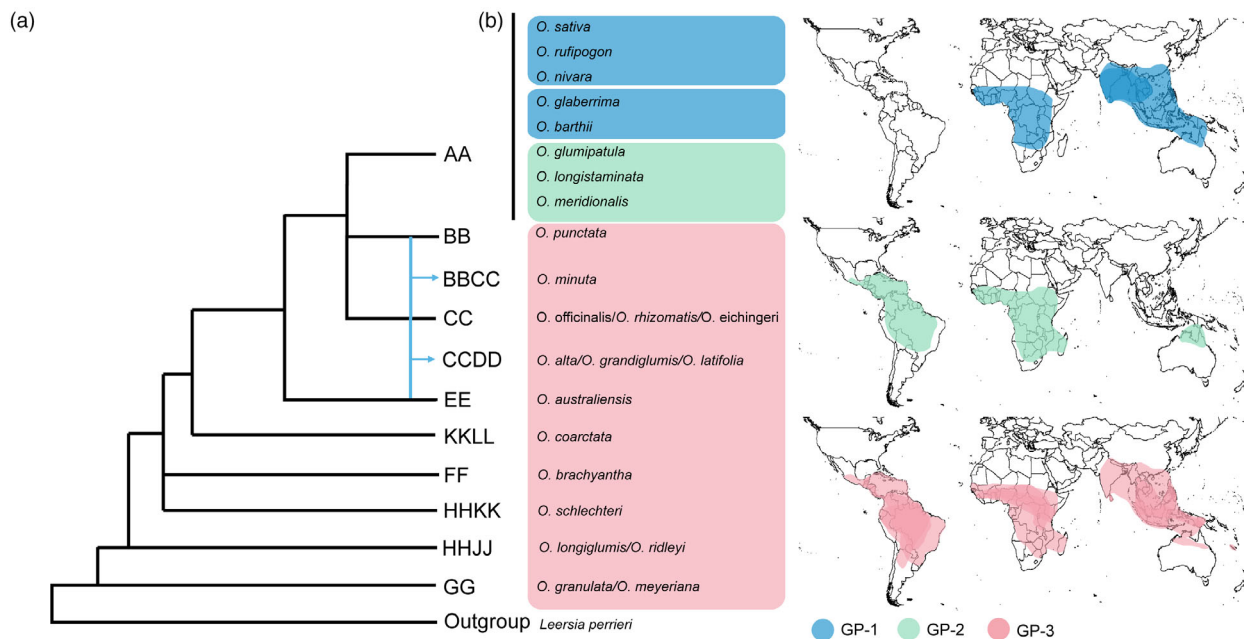 (a)
(b)
O. sativa
O. rufipogon
O. nivara
O. glaberrima
O. barthii
AA
O. glumipatula
O. longistaminata
O. meridionalis
BB
O. punctata
BBCC
O. minuta
CC
O. officinalis/O. rhizomatis/O. eichingeri
CCDD
O. alta/O. grandiglumis/O. latifolia
EE
O. australiensis
KKLL
O. coarctata
FF
O. brachyantha
HHKK
O. schlechteri
HHJJ
O. longiglumis/O. ridleyi
GG
O. granulata/O. meyeriana
Outgroup
Leersia perrieri
GP-1
GP-2
GP-3